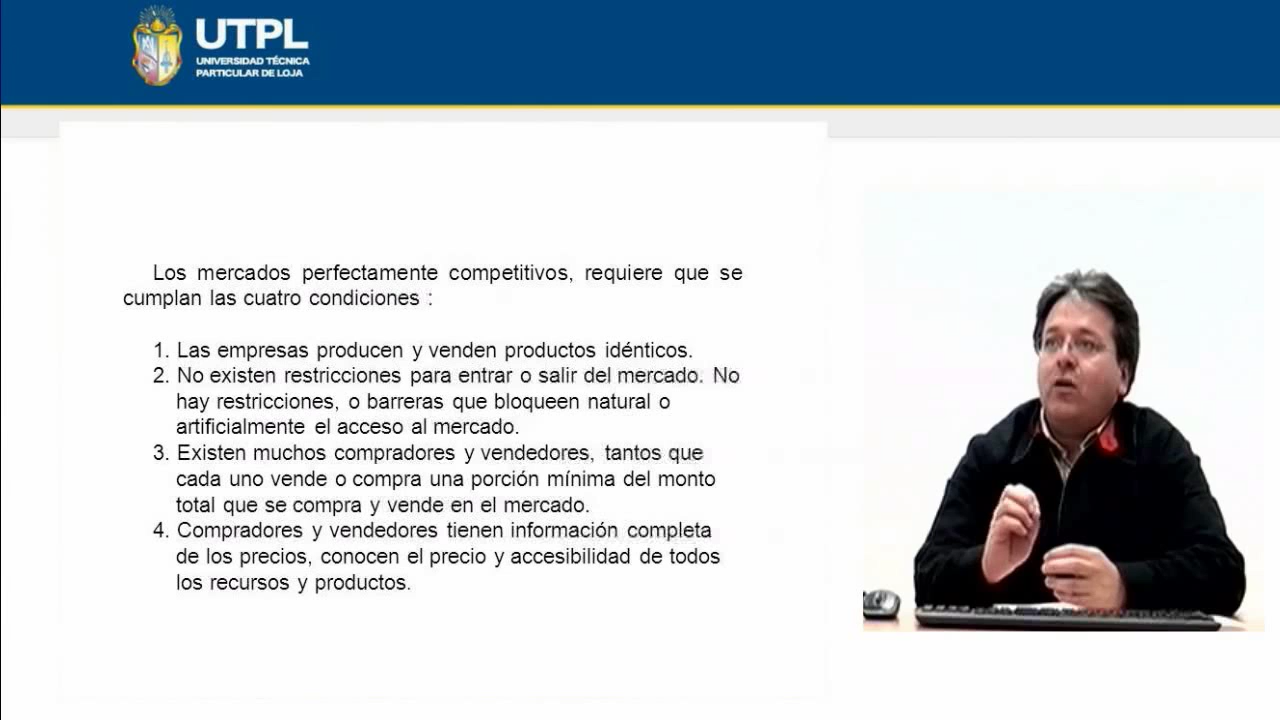 UTPL
UNIVERSIDAD TÉCNICA
PARTICULAR DE LOJA
Los mercados perfectamente competitivos, requiere que se
cumplan las cuatro condiciones :
1. Las empresas producen y venden productos idénticos.
2. No existen restricciones para entrar o salir del mercado. No
hay restricciones, o barreras que bloqueen natural o
artificialmente el acceso al mercado.
3. Existen muchos compradores y vendedores, tantos que
cada uno vende o compra una porción mínima del monto
total que se compra y vende en el mercado.
4. Compradores y vendedores tienen información completa
de los precios, conocen el precio y accesibilidad de todos
los recursos y productos.